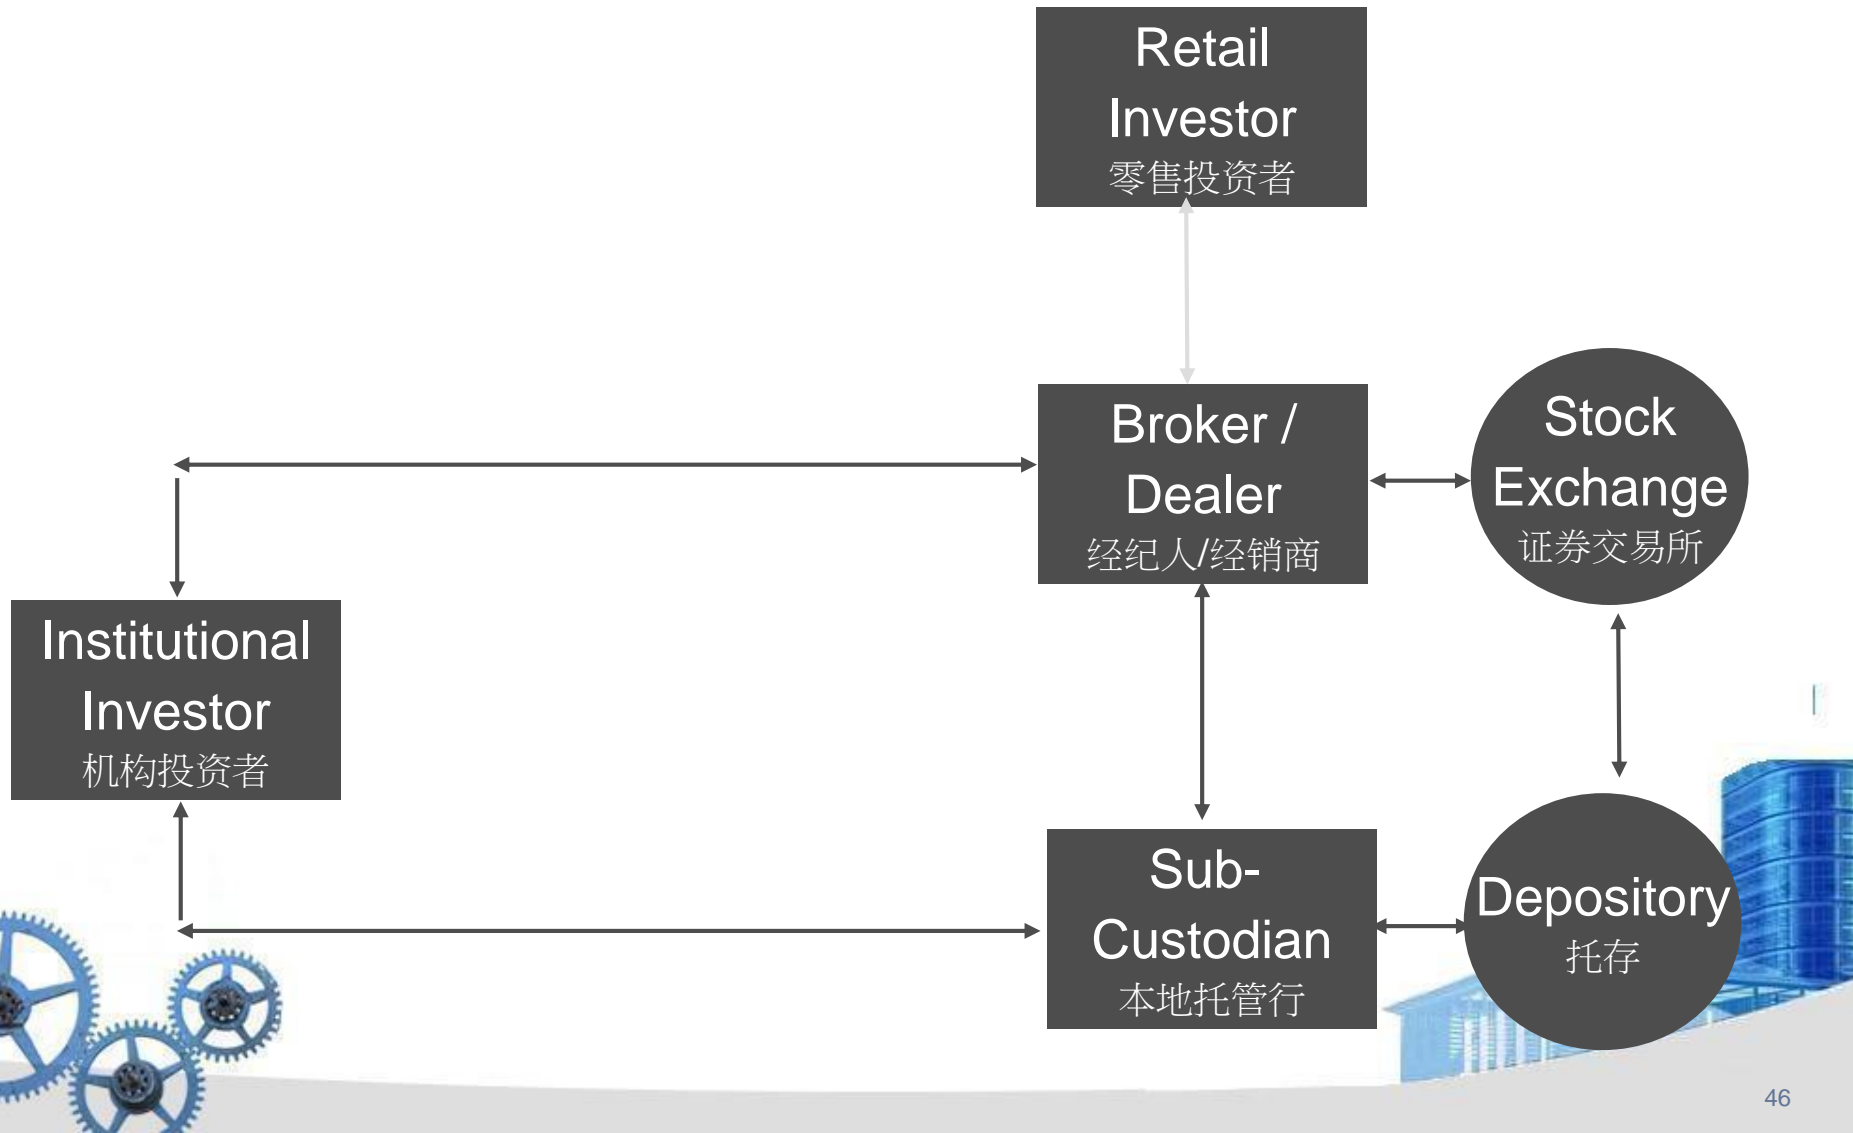 Retail
Investor
零售投资者
Broker /
Dealer
经纪人/经销商
Stock
Exchange
证券交易所
Institutional
Investor
机构投资者
Sub-
Custodian
本地托管行
Depository
托存
46